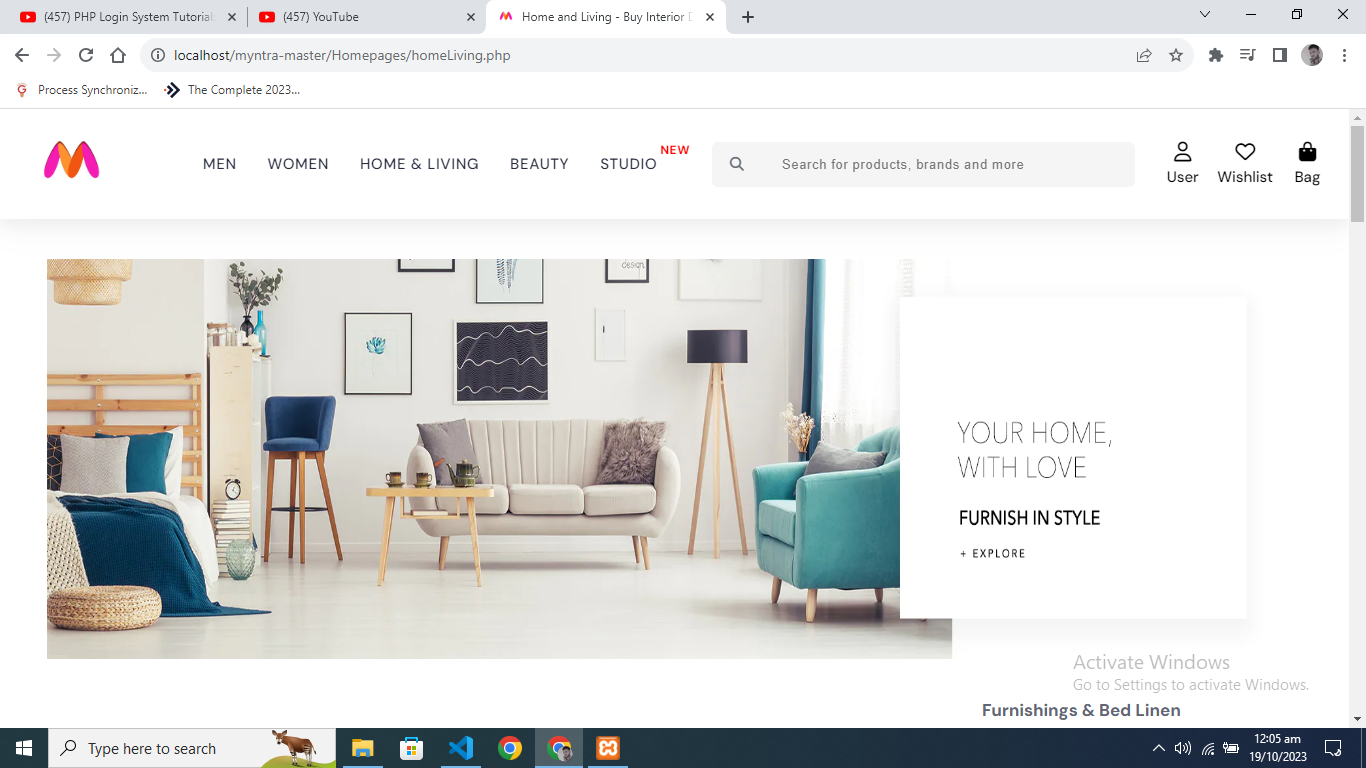 (457) PHP Login System Tutorial
(457) YouTube
Home and Living - Buy Interior D
localhost/myntra-master/Homepages/homeLiving.php
Process Synchroniz...
The Complete 2023...
MEN
WOMEN
HOME & LIVING
BEAUTY
STUDIO
NEW
Search for products, brands and more
User
Wishlist
Bag
design.
YOUR HOME,
WITH LOVE
FURNISH IN STYLE
+ EXPLORE
Activate Windows
Go to Settings to activate Windows.
Furnishings & Bed Linen
Type here to search
12:05 am
19/10/2023